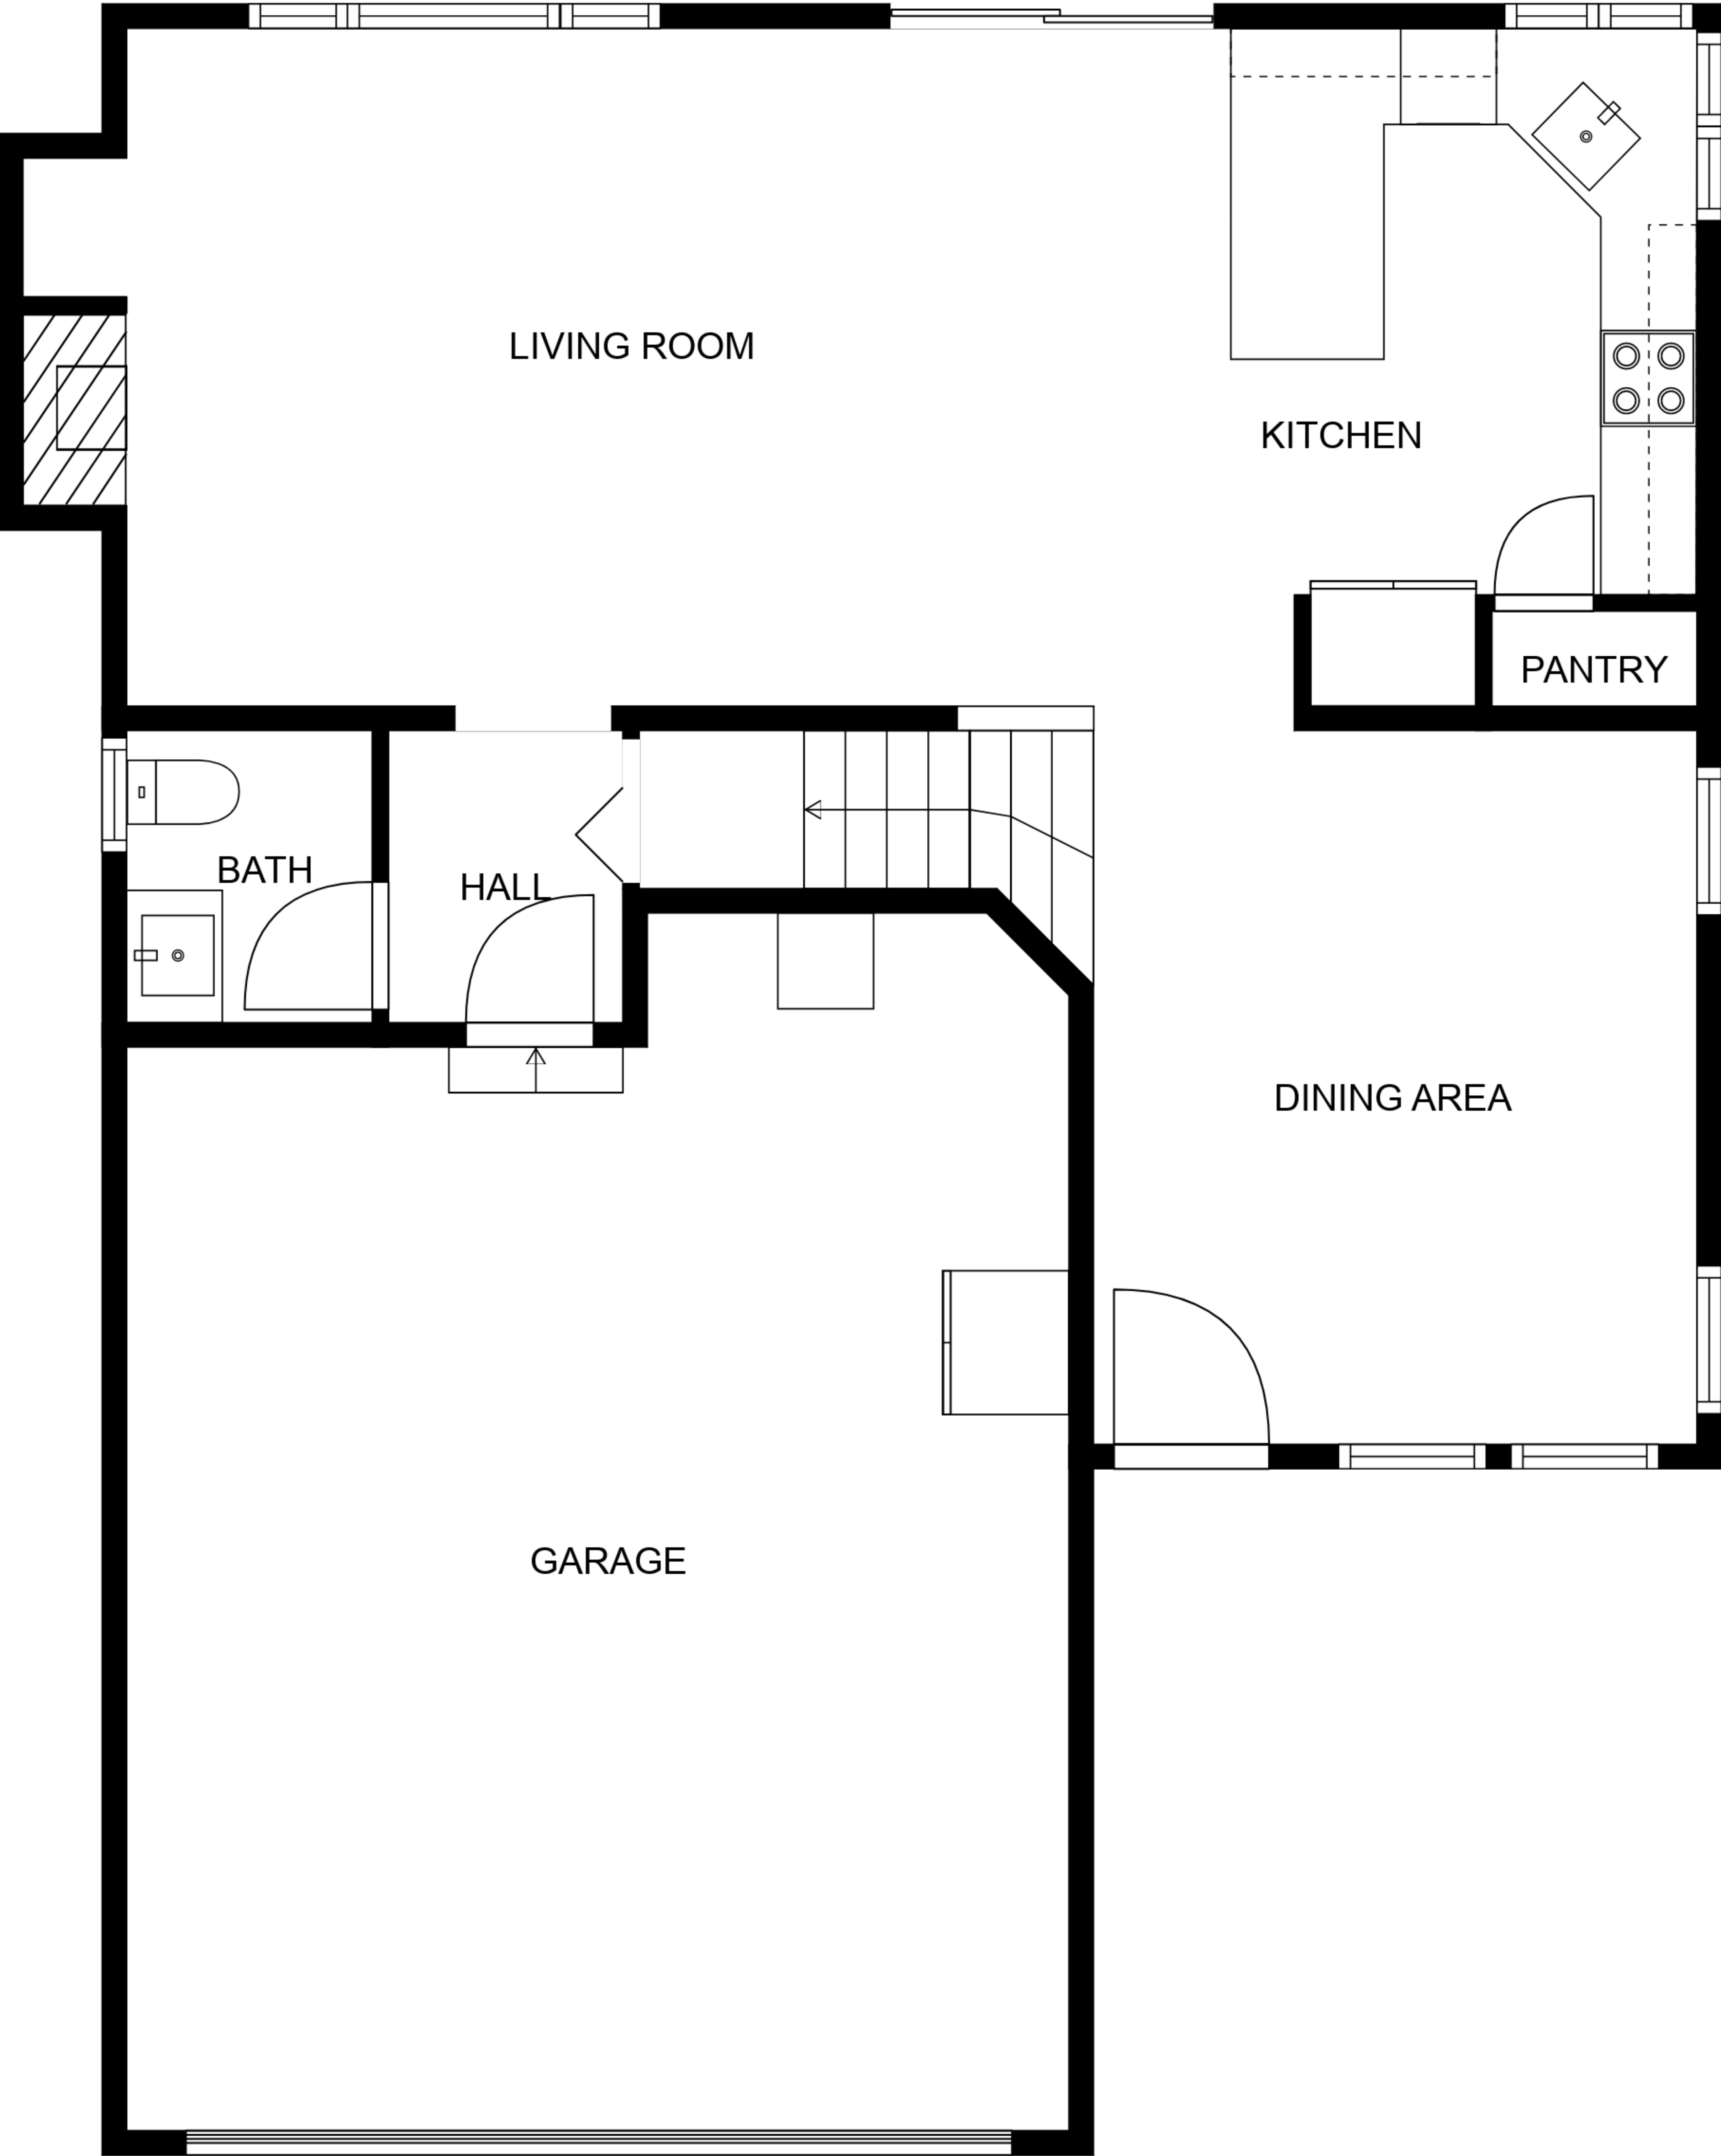 LIVING ROOM
KITCHEN
PANTRY
BATH
HALL
DINING AREA
GARAGE